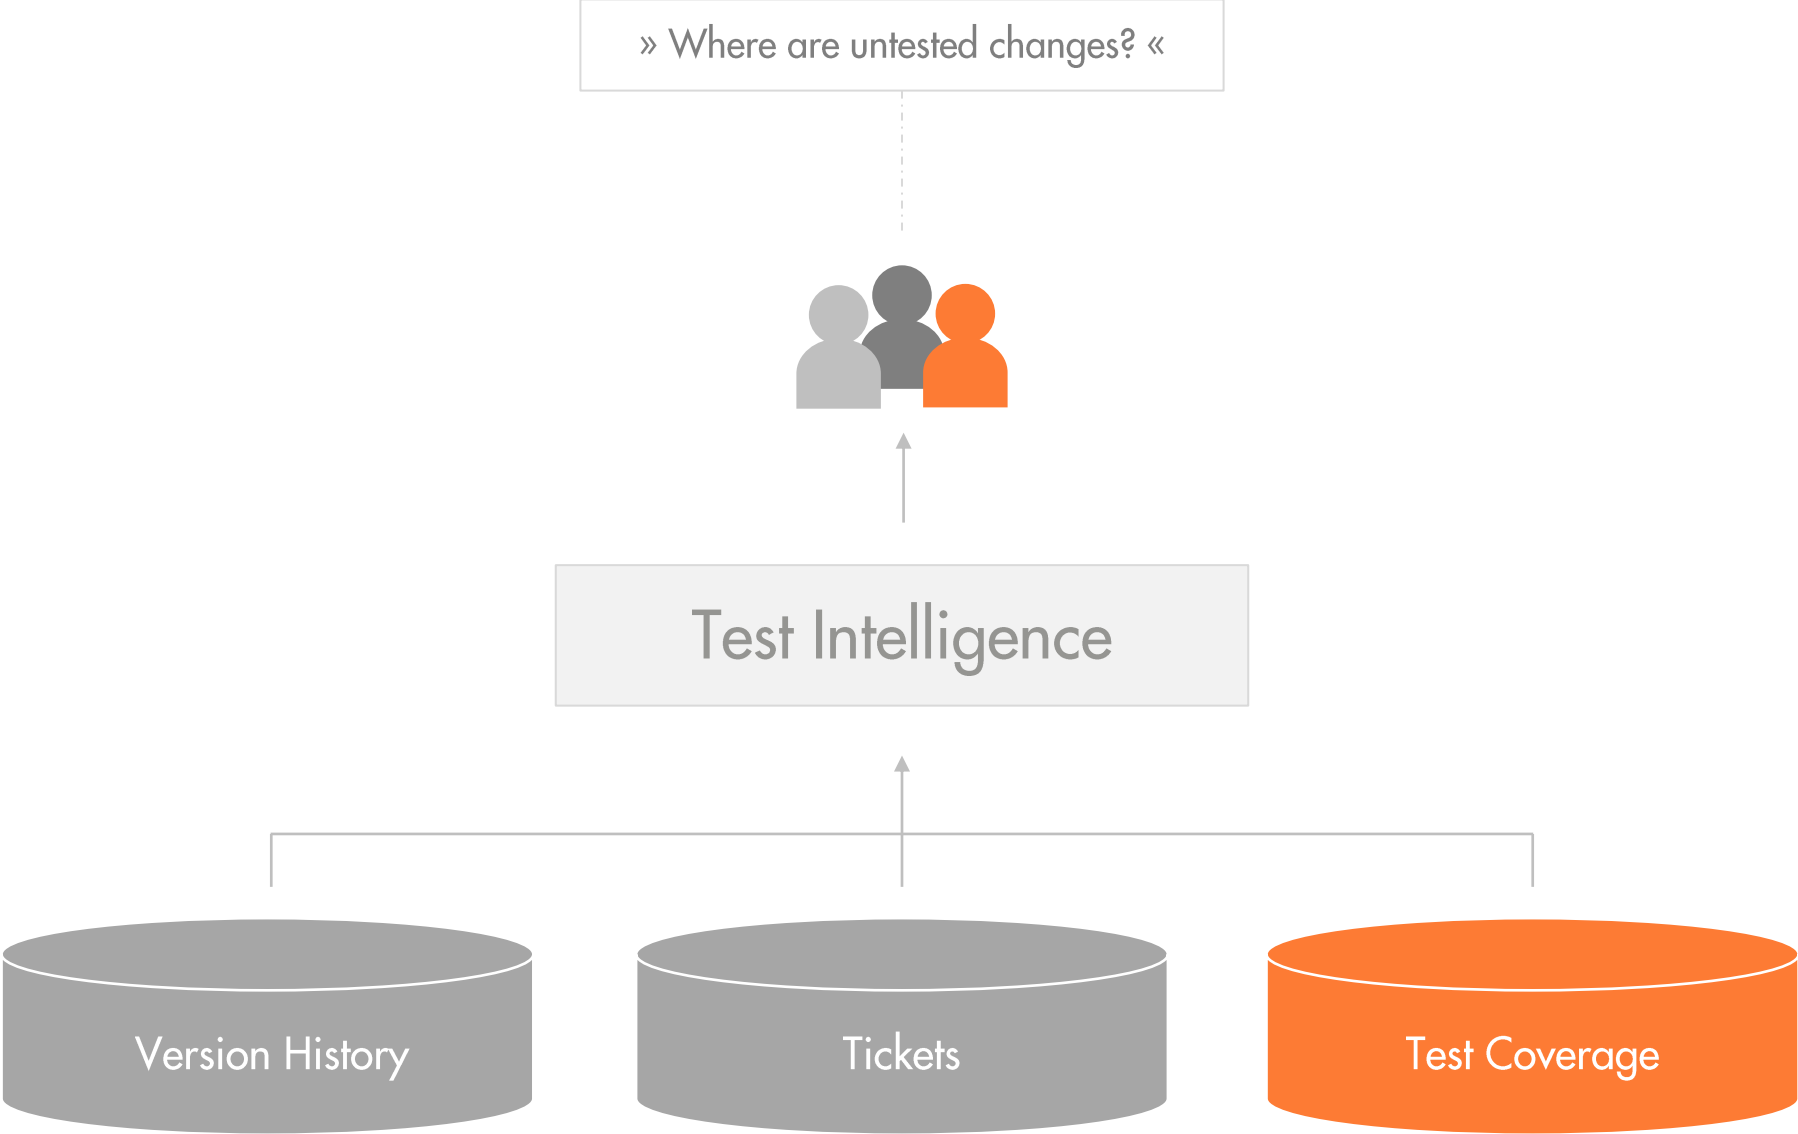 » Where are untested changes? «
Test Intelligence
Version History
Tickets
Test Coverage